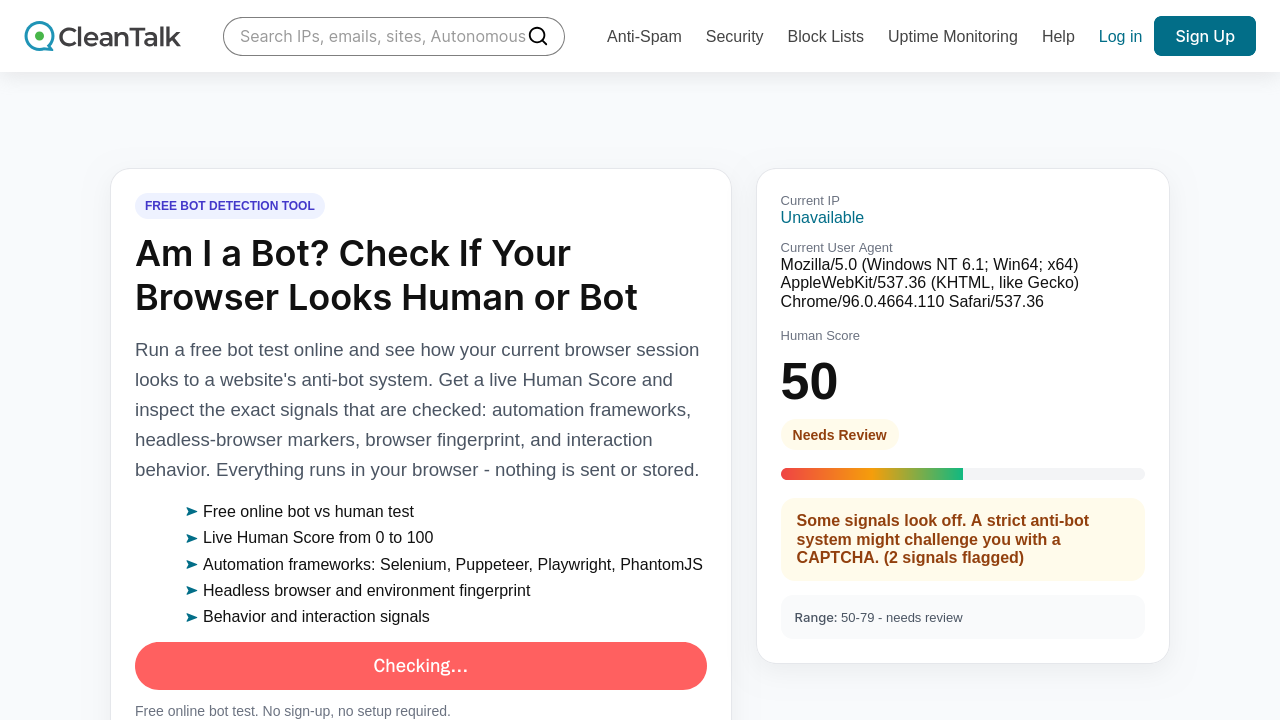 CleanTalk
Search IPs, emails, sites, Autonomous
Anti-Spam
Security
Block Lists
Uptime Monitoring
Help
Log in
Sign Up
FREE BOT DETECTION TOOL
Am I a Bot? Check If Your
Browser Looks Human or Bot
Run a free bot test online and see how your current browser session
looks to a website's anti-bot system. Get a live Human Score and
inspect the exact signals that are checked: automation frameworks,
headless-browser markers, browser fingerprint, and interaction
behavior. Everything runs in your browser - nothing is sent or stored.
Free online bot vs human test
Live Human Score from 0 to 100
Automation frameworks: Selenium, Puppeteer, Playwright, PhantomJS
Headless browser and environment fingerprint
Behavior and interaction signals
Checking...
Free online bot test. No sign-up, no setup required.
Current IP
Unavailable
Current User Agent
Mozilla/5.0 (Windows NT 6.1; Win64; x64)
AppleWebKit/537.36 (KHTML, like Gecko)
Chrome/96.0.4664.110 Safari/537.36
Human Score
50
Needs Review
Some signals look off. A strict anti-bot
system might challenge you with a
CAPTCHA. (2 signals flagged)
Range: 50-79 - needs review